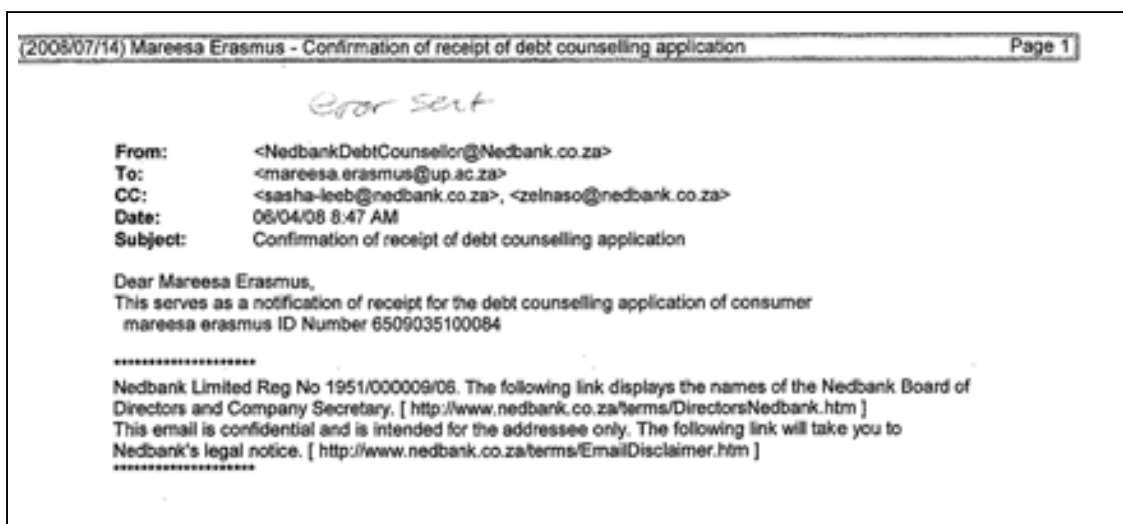 (2008/07/14) Mareesa Erasmus - Confirmation of receipt of debt counselling application Page 1
error sent
From: <NedbankDebtCounsellor@Nedbank.co.za>
To: <mareesa.erasmus@up.ac.za>
CC: <sasha-leeb@nedbank.co.za>, <zelnaso@nedbank.co.za>
Date: 06/04/08 8:47 AM
Subject: Confirmation of receipt of debt counselling application
Dear Mareesa Erasmus,
This serves as a notification of receipt for the debt counselling application of consumer
mareesa erasmus ID Number 6509035100084
*********************
Nedbank Limited Reg No 1951/000009/06. The following link displays the names of the Nedbank Board of
Directors and Company Secretary. [ http://www.nedbank.co.za/terms/DirectorsNedbank.htm ]
This email is confidential and is intended for the addressee only. The following link will take you to
Nedbank's legal notice. [ http://www.nedbank.co.za/terms/EmailDisclaimer.htm ]
*********************